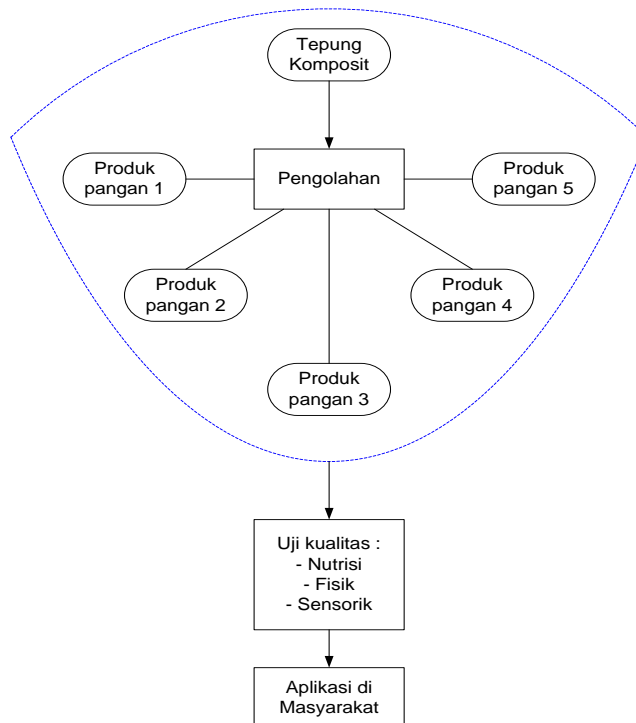 Tepung
Komposit
Produk
pangan 1
Pengolahan
Produk
pangan 5
Produk
pangan 2
Produk
pangan 4
Produk
pangan 3
Uji kualitas :
- Nutrisi
- Fisik
- Sensorik
Aplikasi di
Masyarakat